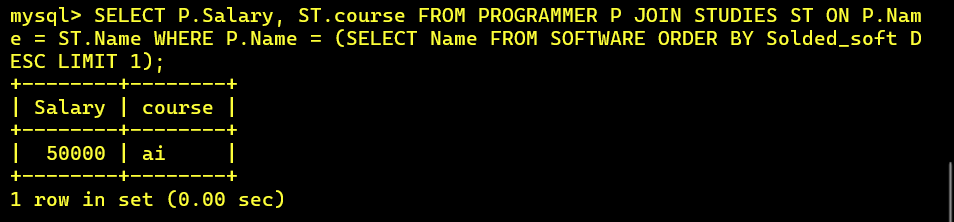 mysql> SELECT P.Salary, ST.course FROM PROGRAMMER P JOIN STUDIES ST ON P.Nam
e = ST.Name WHERE P.Name = (SELECT Name FROM SOFTWARE ORDER BY Solded_soft D
ESC LIMIT 1);
+--------+--------+
| Salary | course |
+--------+--------+
|  50000 | ai     |
+--------+--------+
1 row in set (0.00 sec)